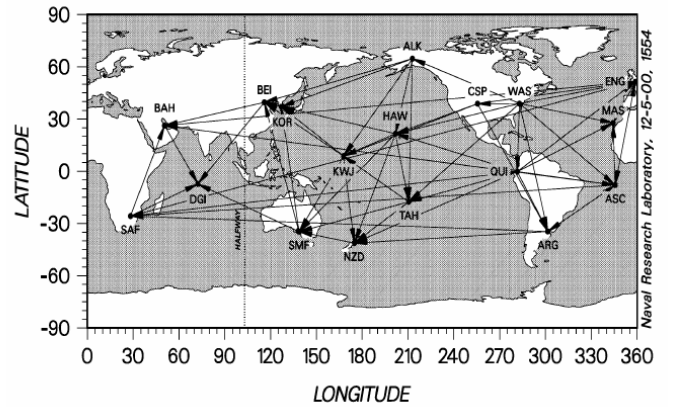 90
60
30
0
-30
-60
-90
LATITUDE
ALK
ENG
BEI
CSP
WAS
BAH
MAS
KOR
HAW
KWJ
QUI
DGI
TAH
ASC
SAF
HALFWAY
SMF
NZD
ARG
0 30 60 90 120 150 180 210 240 270 300 330 360
LONGITUDE
Naval Research Laboratory, 12-5-00, 1554